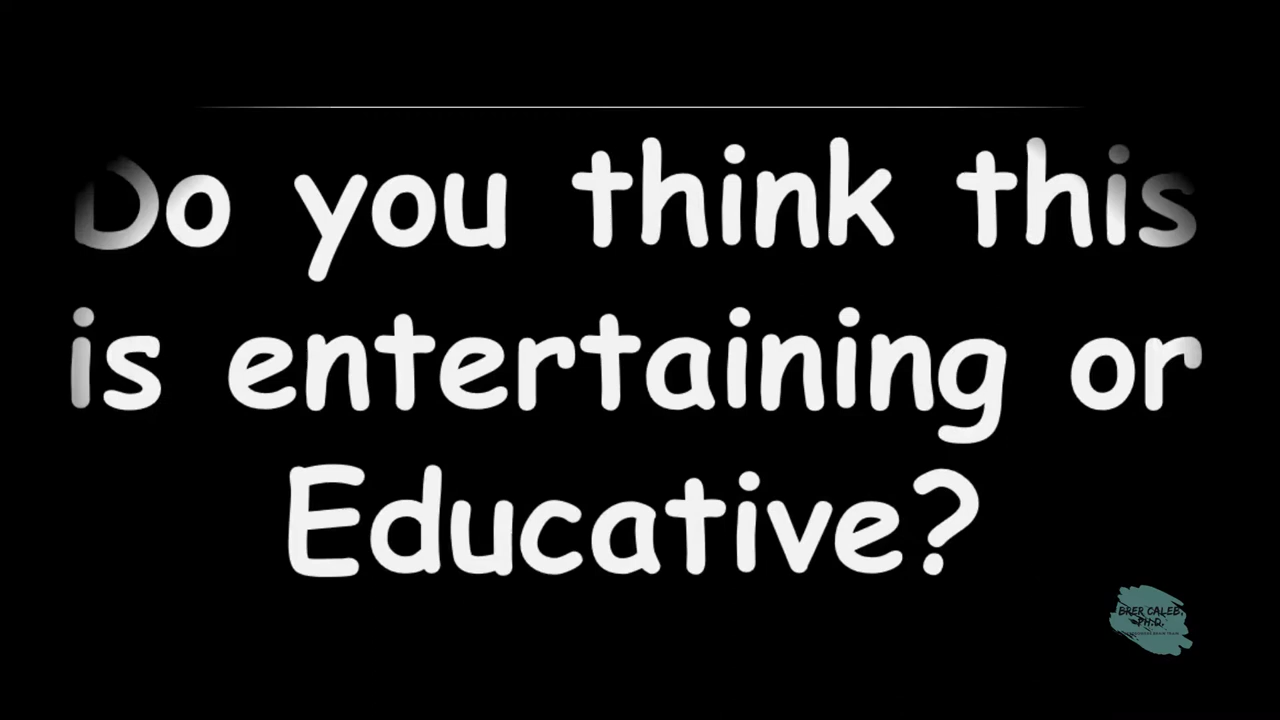 Do you think this
is entertaining or
Educative?
BRER CALEB,
PH.D.